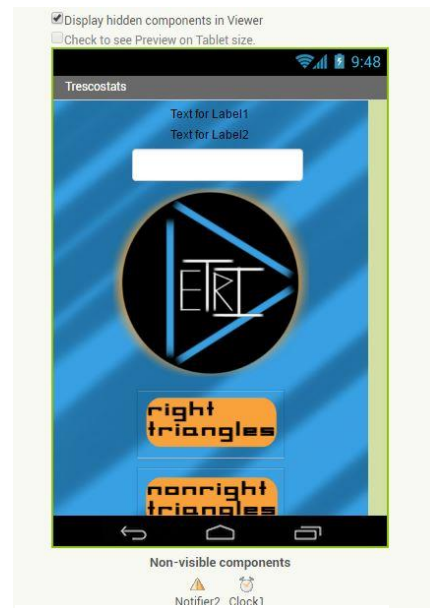 Display hidden components in Viewer
Check to see Preview on Tablet size.
9:48
Trescostats
Text for Label1
Text for Label2
ETRI
right
triangles
nonright
triangles
Non-visible components
Notifier2 Clock1